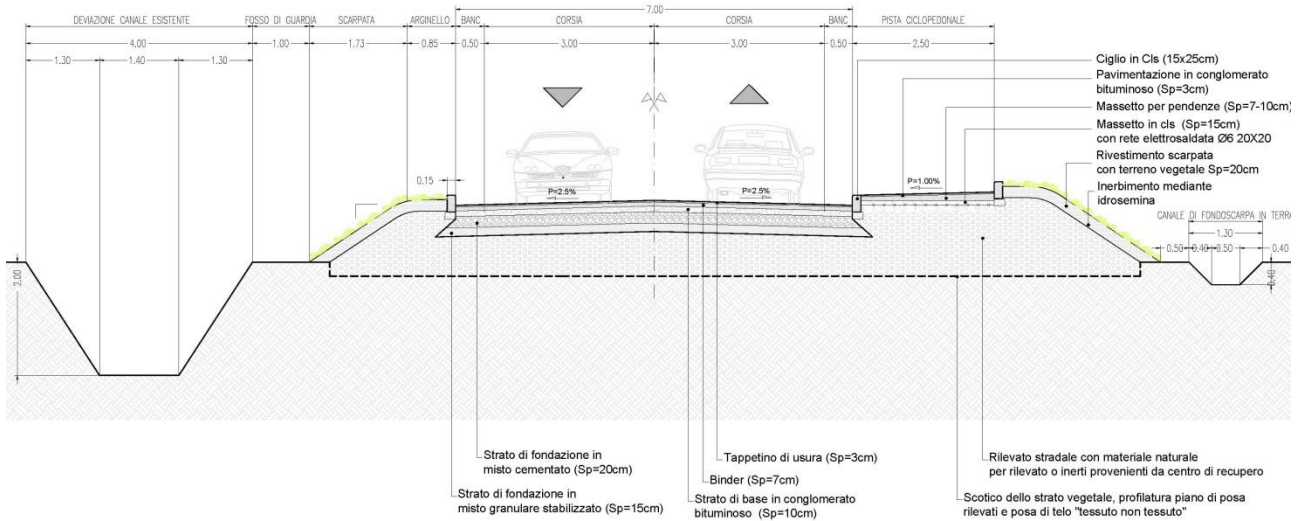 7.00
DEVIAZIONE CANALE ESISTENTE
FOSSO DI GUARDIA
SCARPATA
ARGINELLO
BANC
CORSIA
CORSIA
BANC
PISTA CICLOPEDONALE
4.00
1.00
1.73
0.85
0.50
3.00
3.00
0.50
2.50
1.30
1.40
1.30
Ciglio in Cls (15x25cm)
Pavimentazione in conglomerato
bituminoso (Sp=3cm)
Massetto per pendenze (Sp=7-10cm)
Massetto in cls (Sp=15cm)
con rete elettrosaldata Ø6 20X20
Rivestimento scarpata
con terreno vegetale Sp=20cm
Inerbimento mediante
idrosemina
0.15
P=2.5%
P=2.5%
P=1.00%
CANALE DI FONDOSCARPA IN TERR
1.30
0.50
0.40
0.50
0.40
0.40
2.00
Strato di fondazione in
misto cementato (Sp=20cm)
Strato di fondazione in
misto granulare stabilizzato (Sp=15cm)
Tappetino di usura (Sp=3cm)
Binder (Sp=7cm)
Strato di base in conglomerato
bituminoso (Sp=10cm)
Rilevato stradale con materiale naturale
per rilevato o inerti provenienti da centro di recupero
Scotico dello strato vegetale, profilatura piano di posa
rilevati e posa di telo "tessuto non tessuto"